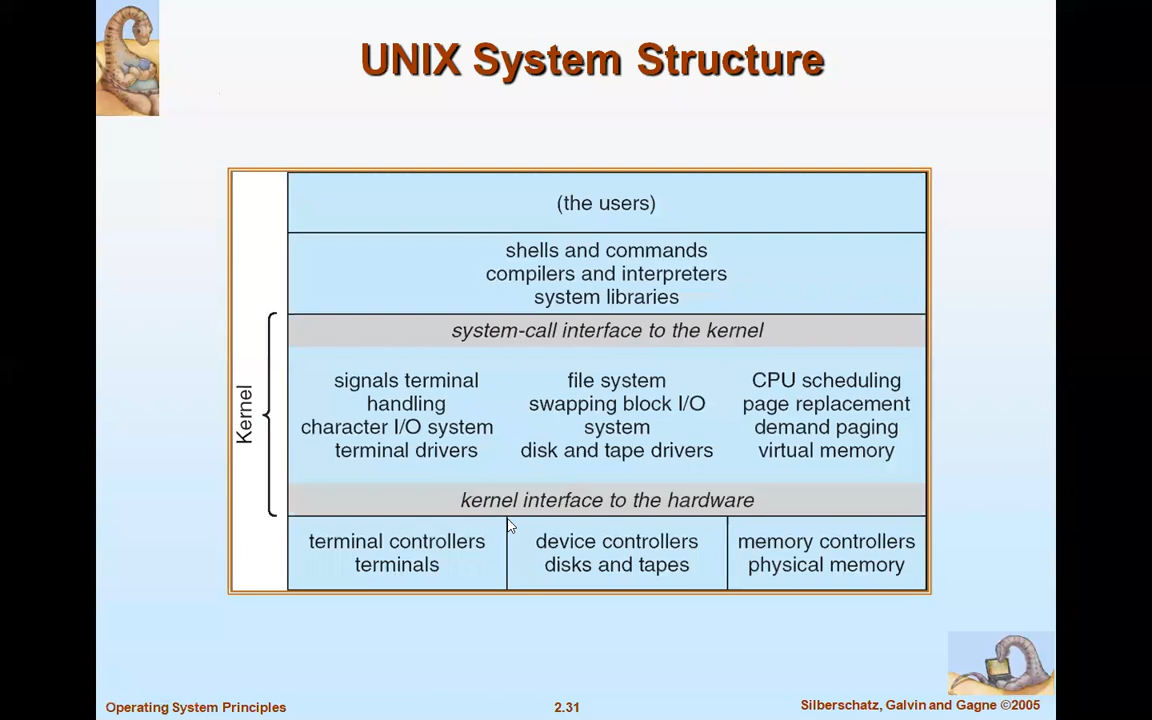 UNIX System Structure
(the users)
shells and commands
compilers and interpreters
system libraries
system-call interface to the kernel
Kernel
signals terminal
handling
character I/O system
terminal drivers
file system
swapping block I/O
system
disk and tape drivers
CPU scheduling
page replacement
demand paging
virtual memory
kernel interface to the hardware
terminal controllers
terminals
device controllers
disks and tapes
memory controllers
physical memory
Operating System Principles
2.31
Silberschatz, Galvin and Gagne ©2005